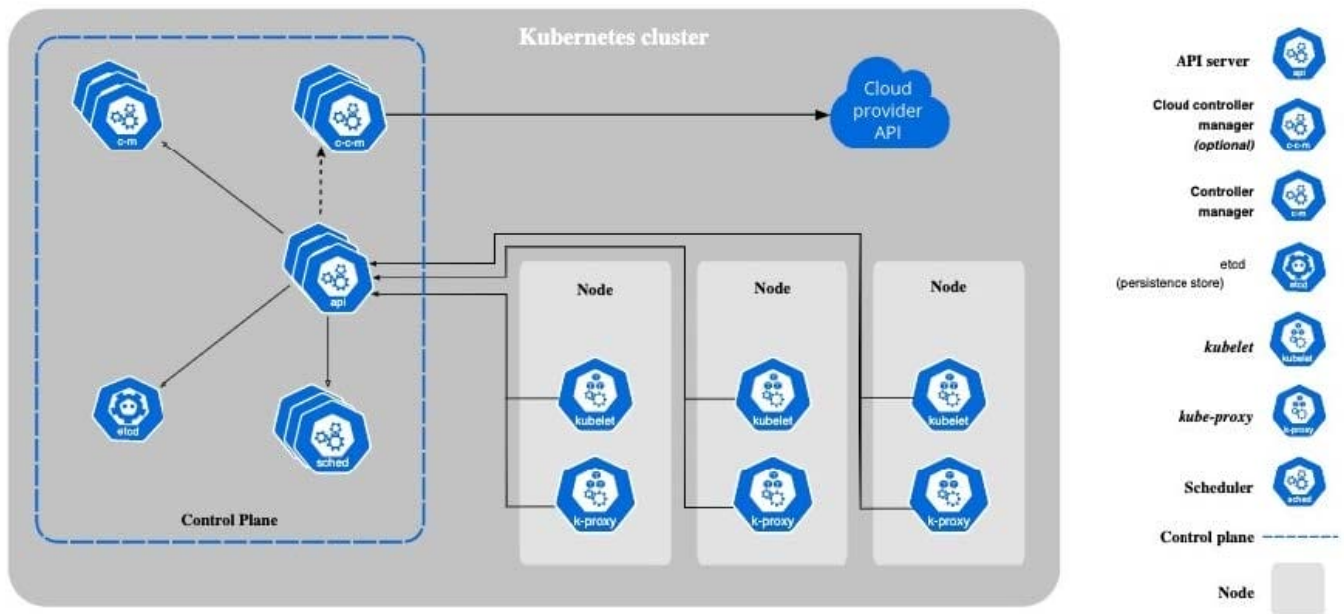 Kubernetes cluster
c-m
c-c-m
Cloud
provider
API
api
etcd
sched
Control Plane
Node
kubelet
k-proxy
Node
kubelet
k-proxy
Node
kubelet
k-proxy
API server
api
Cloud controller
manager
(optional)
c-c-m
Controller
manager
c-m
etcd
(persistence store)
etcd
kubelet
kubelet
kube-proxy
k-proxy
Scheduler
sched
Control plane
Node